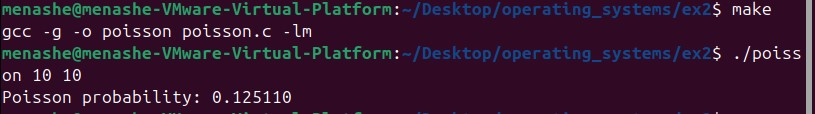 menashe@menashe-VMware-Virtual-Platform:~/Desktop/operating_systems/ex2$ make
gcc -g -o poisson poisson.c -lm
menashe@menashe-VMware-Virtual-Platform:~/Desktop/operating_systems/ex2$ ./poiss
on 10 10
Poisson probability: 0.125110